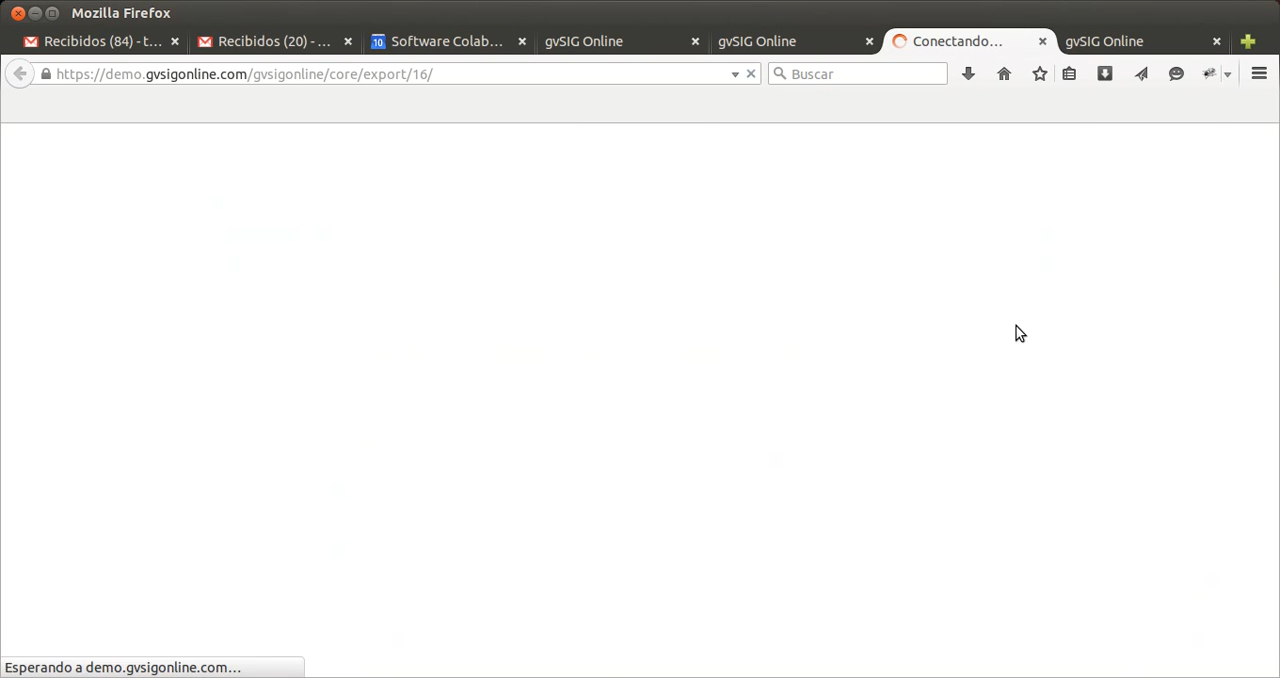 Mozilla Firefox
Recibidos (84) - t...
Recibidos (20) - ...
10 Software Colab...
gvSIG Online
gvSIG Online
Conectando...
gvSIG Online
https://demo.gvsigonline.com/gvsigonline/core/export/16/
Buscar
Esperando a demo.gvsigonline.com...